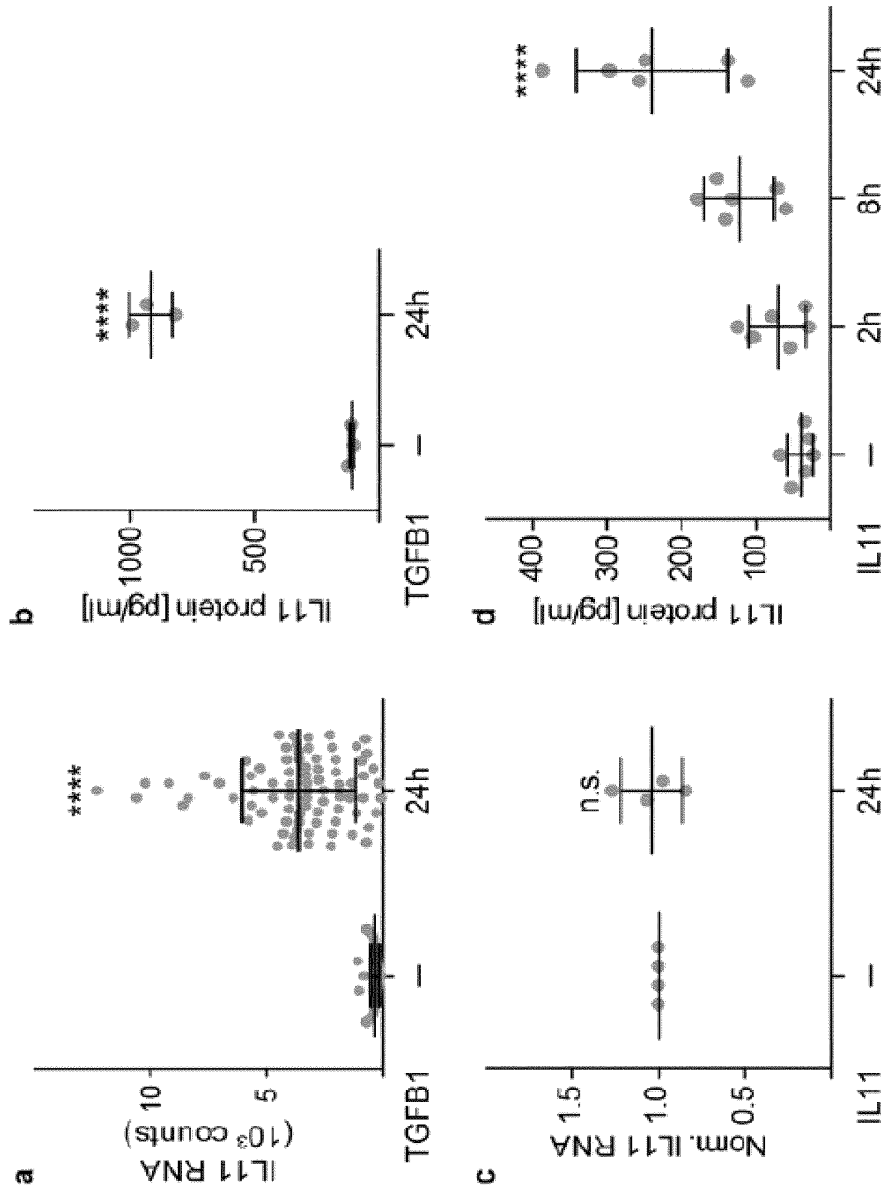 a
IL11 RNA
(10³ counts)
10
5
****
TGFB1
–
24h
b
IL11 protein [pg/ml]
1000
500
****
TGFB1
–
24h
c
Norm. IL11 RNA
1.5
1.0
0.5
n.s.
IL11
–
24h
d
IL11 protein [pg/ml]
400
300
200
100
****
IL11
–
2h
8h
24h